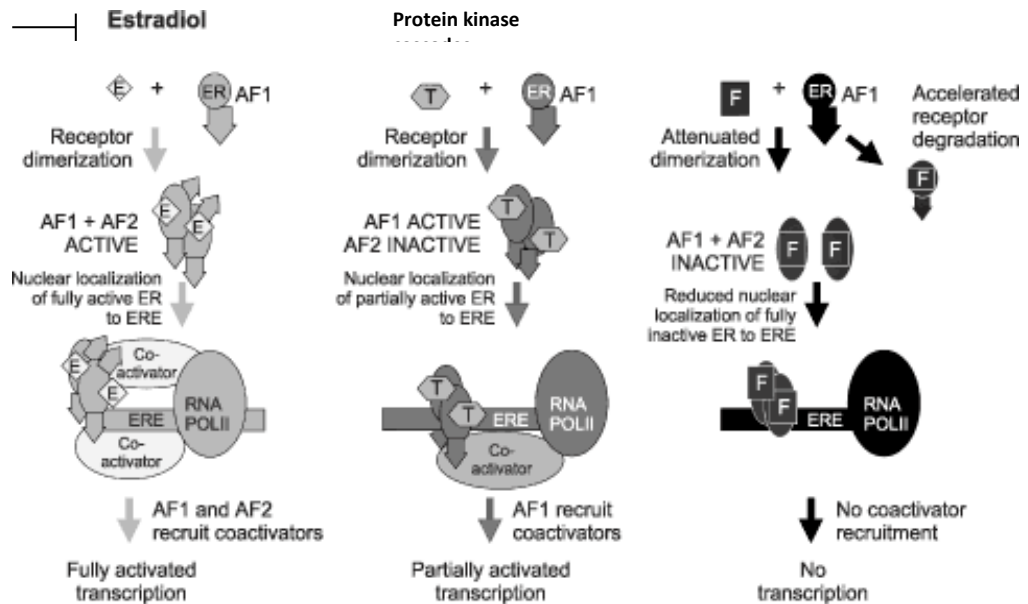 Estradiol
Protein kinase
E + ER AF1
Receptor
dimerization
E
E
AF1 + AF2
ACTIVE
Nuclear localization
of fully active ER
to ERE
Co-
activator
E
E
ERE
RNA
POLII
Co-
activator
AF1 and AF2
recruit coactivators
Fully activated
transcription
T + ER AF1
Receptor
dimerization
T
T
AF1 ACTIVE
AF2 INACTIVE
Nuclear localization
of partially active ER
to ERE
T
T
ERE
RNA
POLII
Co-
activator
AF1 recruit
coactivators
Partially activated
transcription
F + ER AF1
Accelerated
receptor
degradation
Attenuated
dimerization
F
AF1 + AF2
INACTIVE
F F
Reduced nuclear
localization of fully
inactive ER to ERE
F
F
ERE
RNA
POLII
No coactivator
recruitment
No
transcription